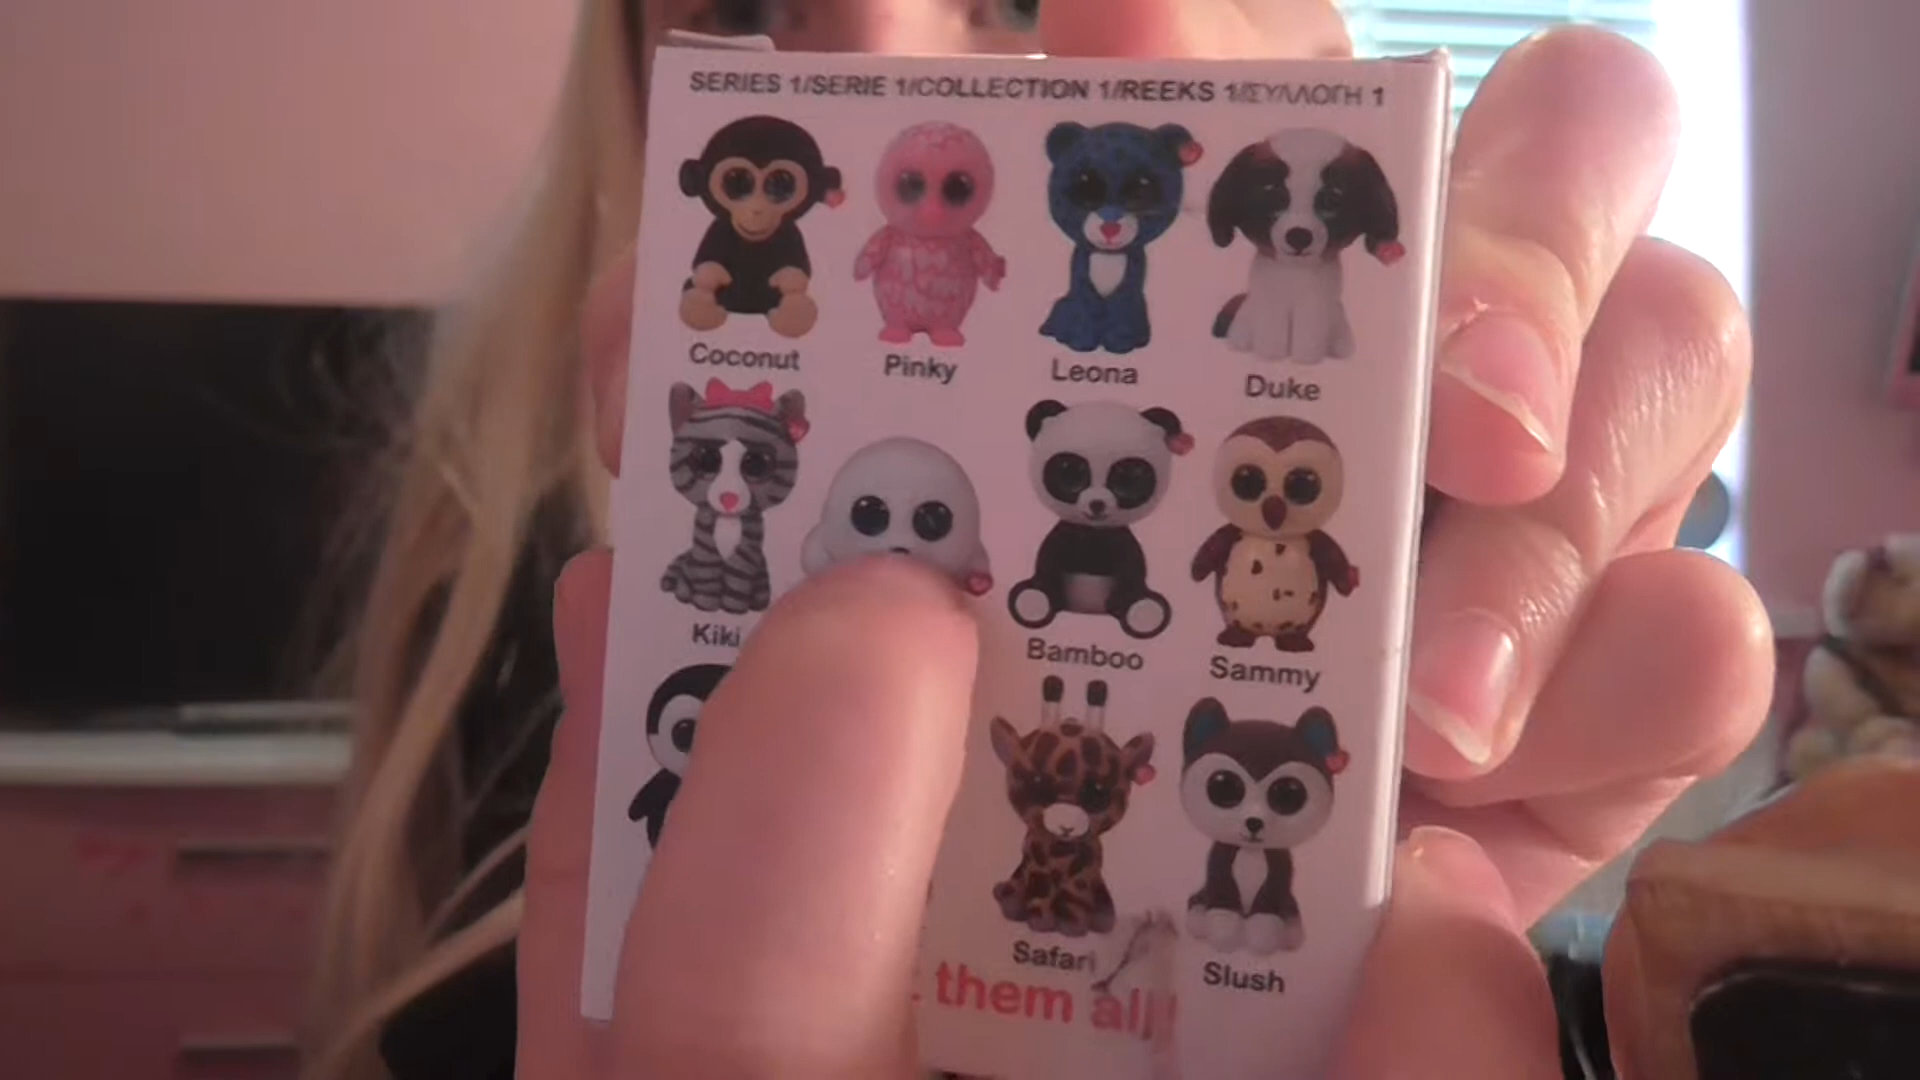 SERIES 1/SERIE 1/COLLECTION 1/REEKS 1/ΣΥΛΛΟΓΗ 1
Coconut Pinky Leona Duke
Kiki Bamboo Sammy
Safari Slush
them all!